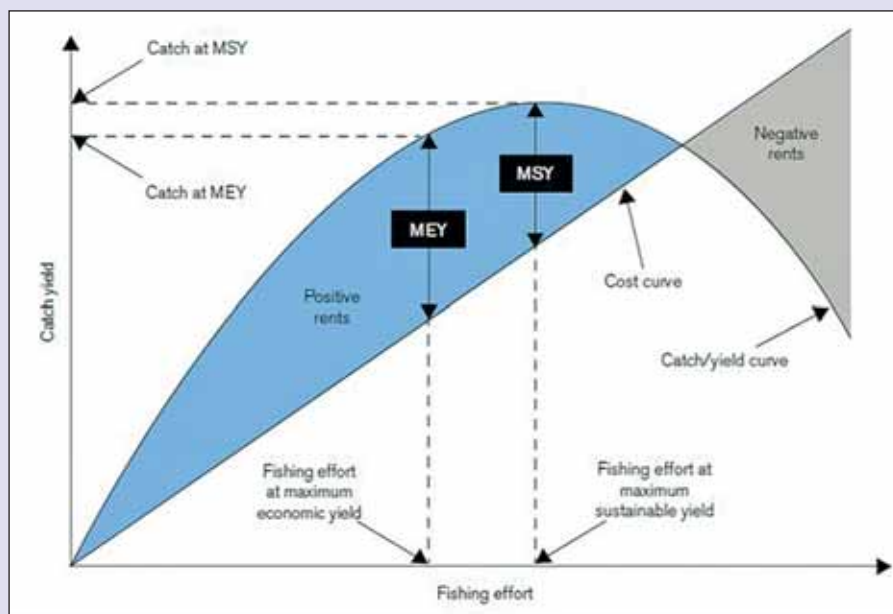 Catch at MSY
Catch at MEY
Negative
rents
MSY
MEY
Cost curve
Positive
rents
Catch yield
Catch/yield curve
Fishing effort
at maximum
economic yield
Fishing effort at
maximum
sustainable yield
Fishing effort